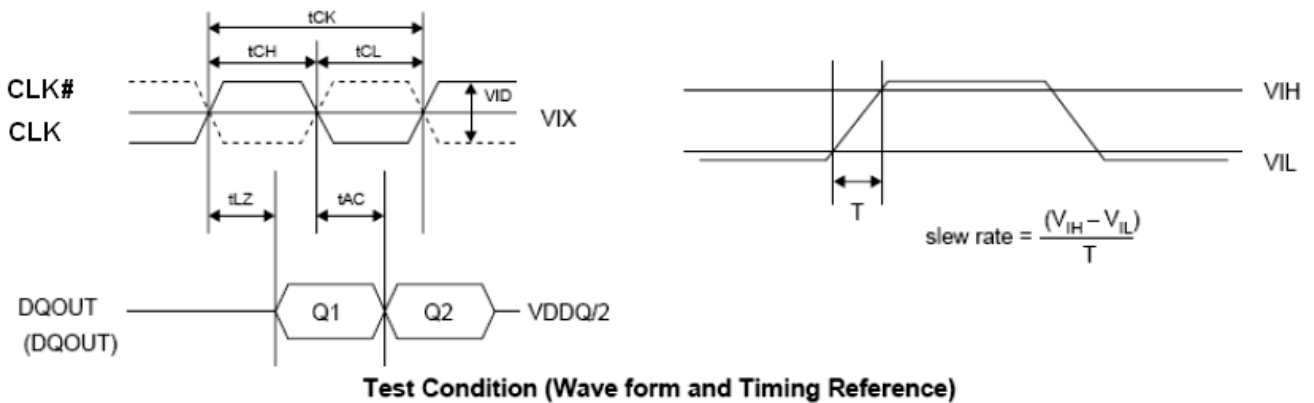 tCK
tCH
tCL
CLK#
CLK
VID
VIX
tLZ
tAC
DQOUT
(DQOUT)
Q1
Q2
VDDQ/2
VIH
VIL
T
slew rate = (VIH – VIL)
T
Test Condition (Wave form and Timing Reference)